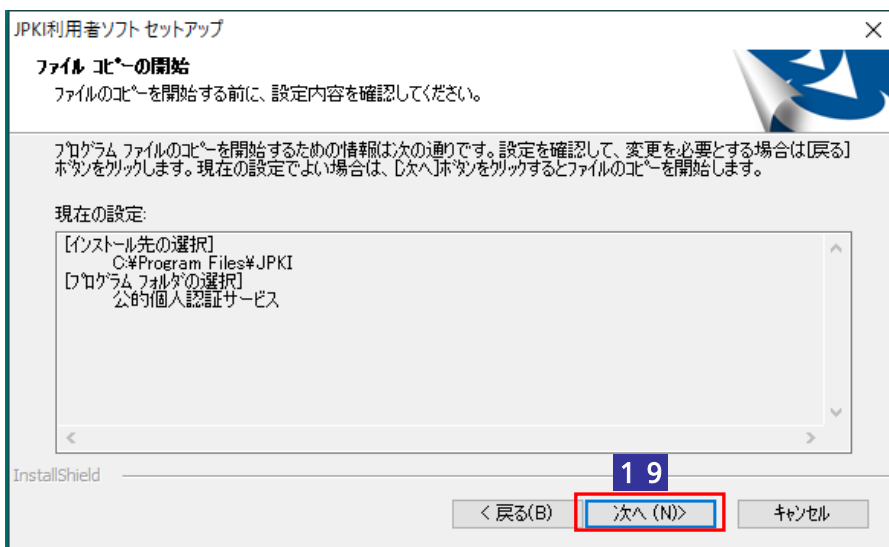 JPKI利用者ソフト セットアップ
ファイル コピーの開始
ファイルのコピーを開始する前に、設定内容を確認してください。
プログラム ファイルのコピーを開始するための情報は次の通りです。設定を確認して、変更を必要とする場合は[戻る]
ボタンをクリックします。現在の設定でよい場合は、[次へ]ボタンをクリックするとファイルのコピーを開始します。
現在の設定:
[インストール先の選択]
C:¥Program Files¥JPKI
[プログラム フォルダの選択]
公的個人認証サービス
InstallShield
19
< 戻る(B)
次へ (N)>
キャンセル